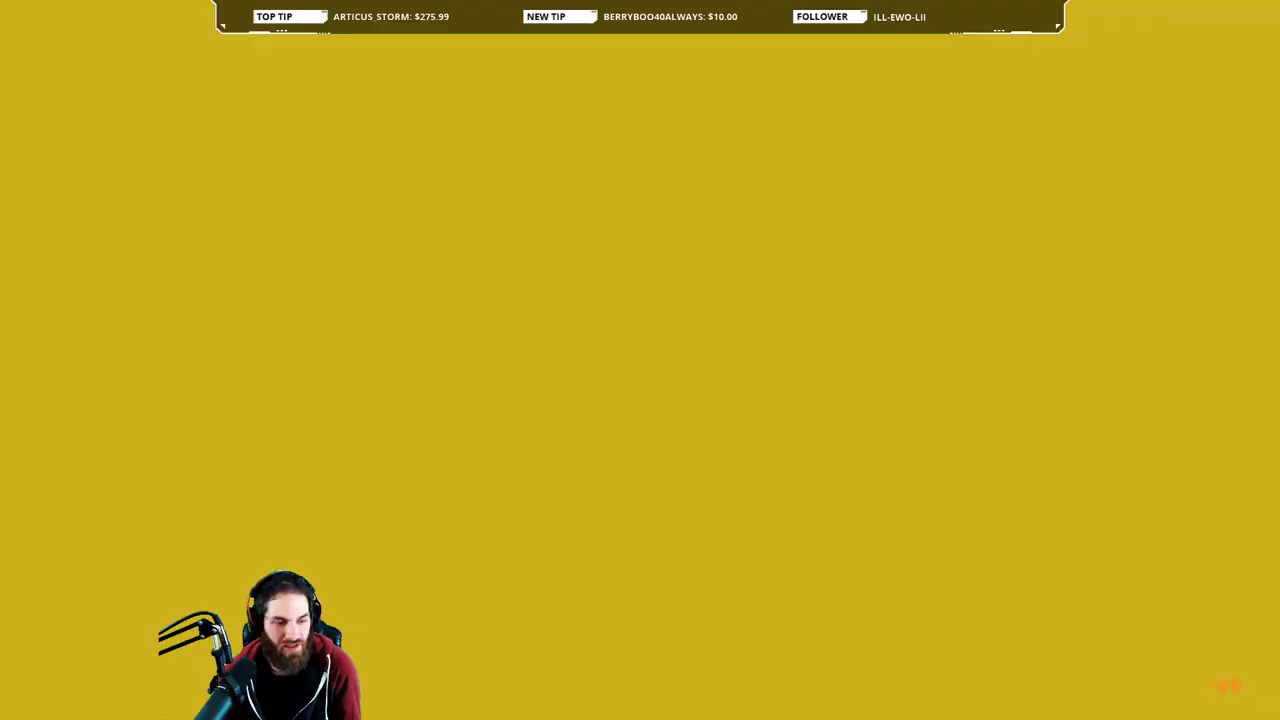 TOP TIP ARTICUS_STORM: $275.99 NEW TIP BERRYBOO40ALWAYS: $10.00 FOLLOWER ILL-EWO-LII